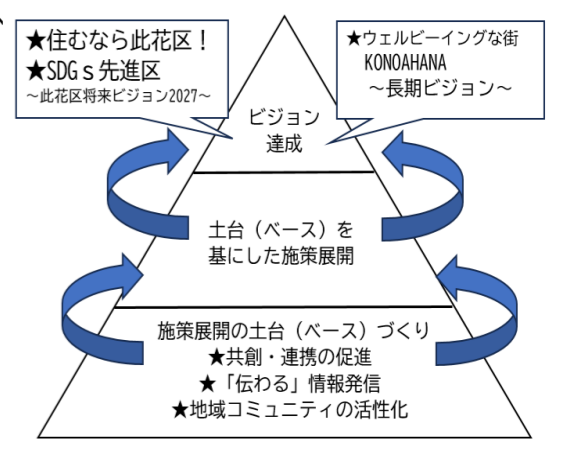 ★住むなら此花区！
★SDGｓ先進区
～此花区将来ビジョン2027～
★ウェルビーイングな街
KONOAHANA
～長期ビジョン～
ビジョン
達成
土台（ベース）を
基にした施策展開
施策展開の土台（ベース）づくり
★共創・連携の促進
★「伝わる」情報発信
★地域コミュニティの活性化